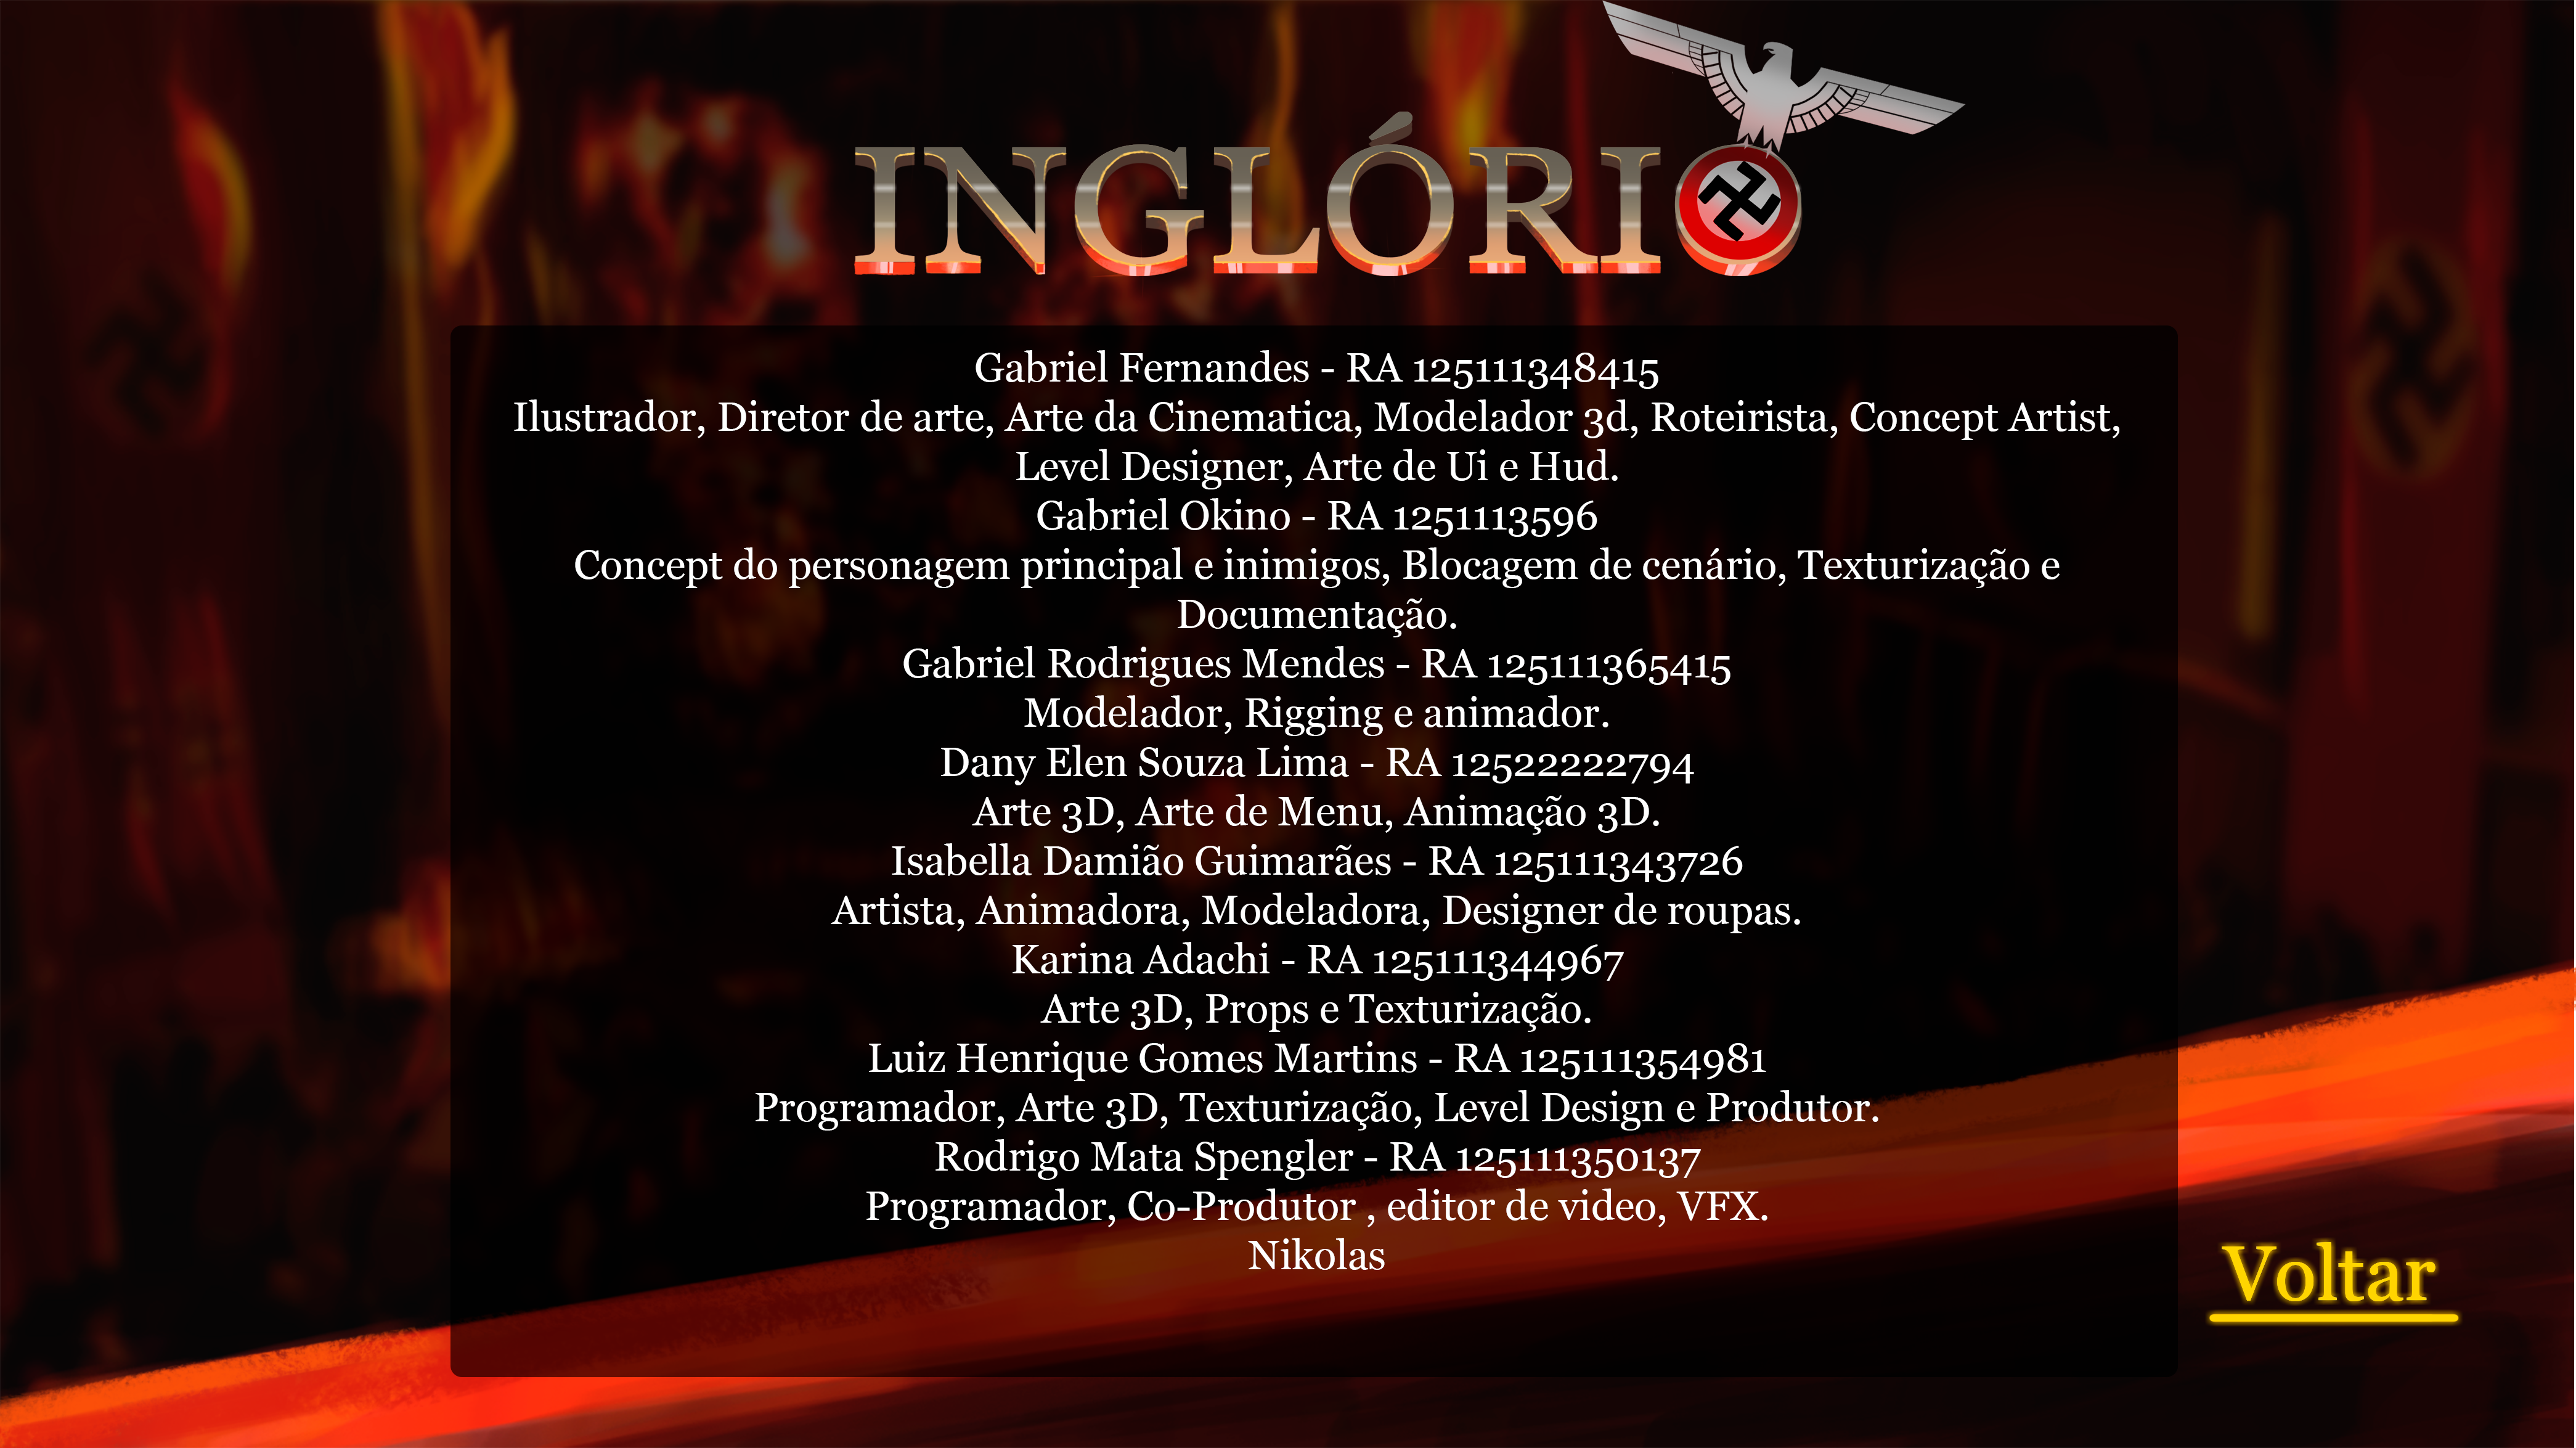 INGLÓRIO
Gabriel Fernandes - RA 125111348415
Ilustrador, Diretor de arte, Arte da Cinematica, Modelador 3d, Roteirista, Concept Artist,
Level Designer, Arte de Ui e Hud.
Gabriel Okino - RA 1251113596
Concept do personagem principal e inimigos, Blocagem de cenário, Texturização e
Documentação.
Gabriel Rodrigues Mendes - RA 125111365415
Modelador, Rigging e animador.
Dany Elen Souza Lima - RA 12522222794
Arte 3D, Arte de Menu, Animação 3D.
Isabella Damião Guimarães - RA 125111343726
Artista, Animadora, Modeladora, Designer de roupas.
Karina Adachi - RA 125111344967
Arte 3D, Props e Texturização.
Luiz Henrique Gomes Martins - RA 125111354981
Programador, Arte 3D, Texturização, Level Design e Produtor.
Rodrigo Mata Spengler - RA 125111350137
Programador, Co-Produtor , editor de video, VFX.
Nikolas
Voltar